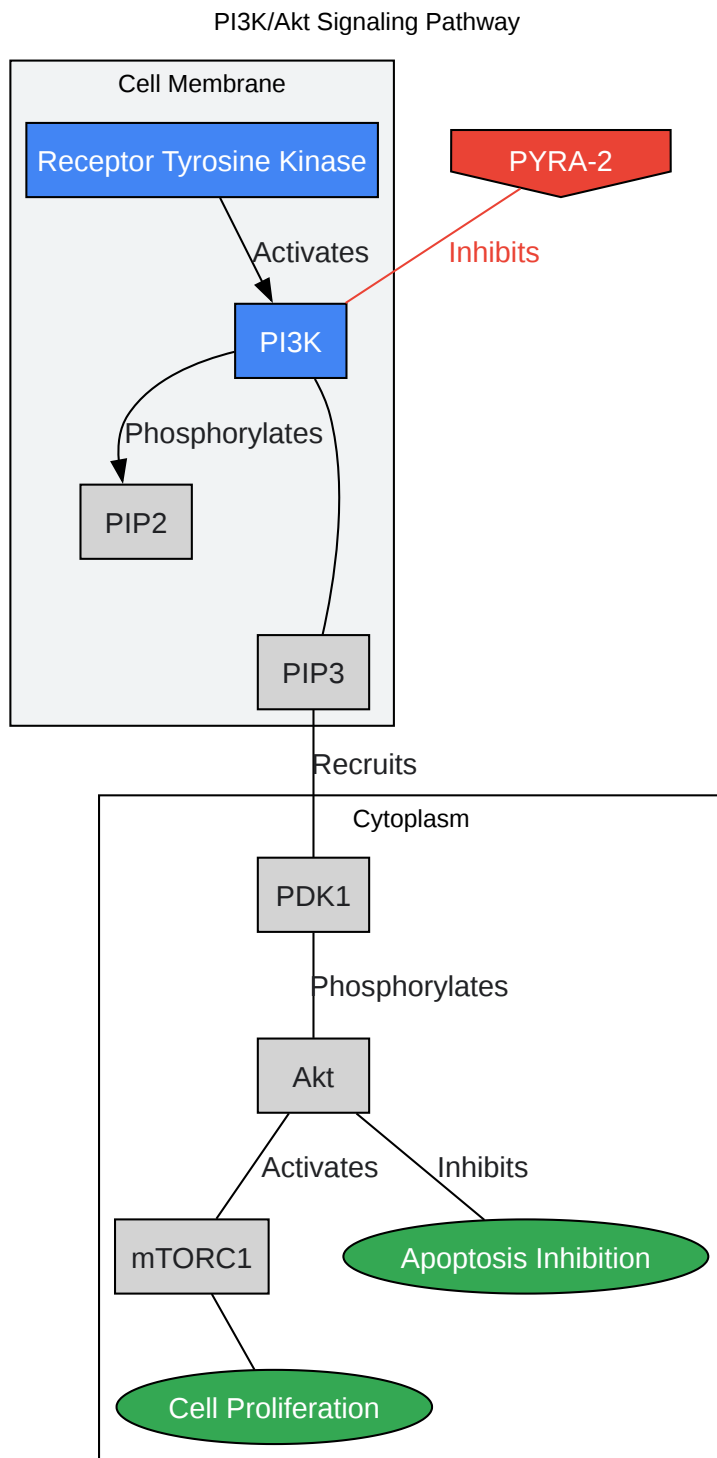 PI3K/Akt Signaling Pathway
Cell Membrane
Receptor Tyrosine Kinase
PYRA-2
Activates
Inhibits
PI3K
Phosphorylates
PIP2
PIP3
Recruits
Cytoplasm
PDK1
Phosphorylates
Akt
Activates
Inhibits
mTORC1
Apoptosis Inhibition
Cell Proliferation